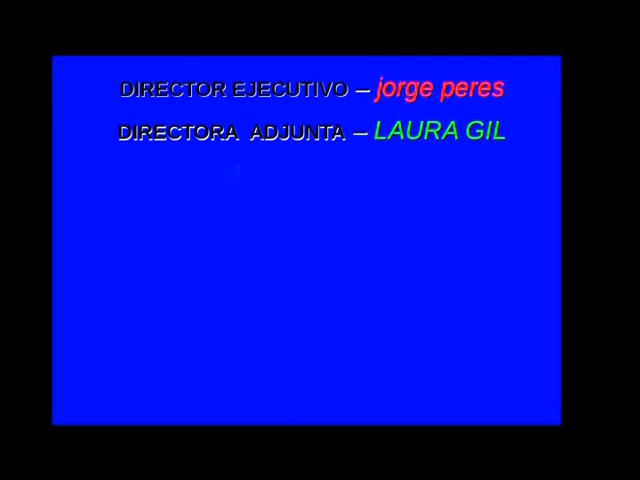 DIRECTOR EJECUTIVO – jorge peres
DIRECTORA ADJUNTA – LAURA GIL